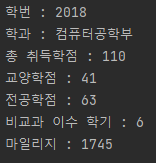 학번 : 2018
학과 : 컴퓨터공학부
총 취득학점 : 110
교양학점 : 41
전공학점 : 63
비교과 이수 학기 : 6
마일리지 : 1745